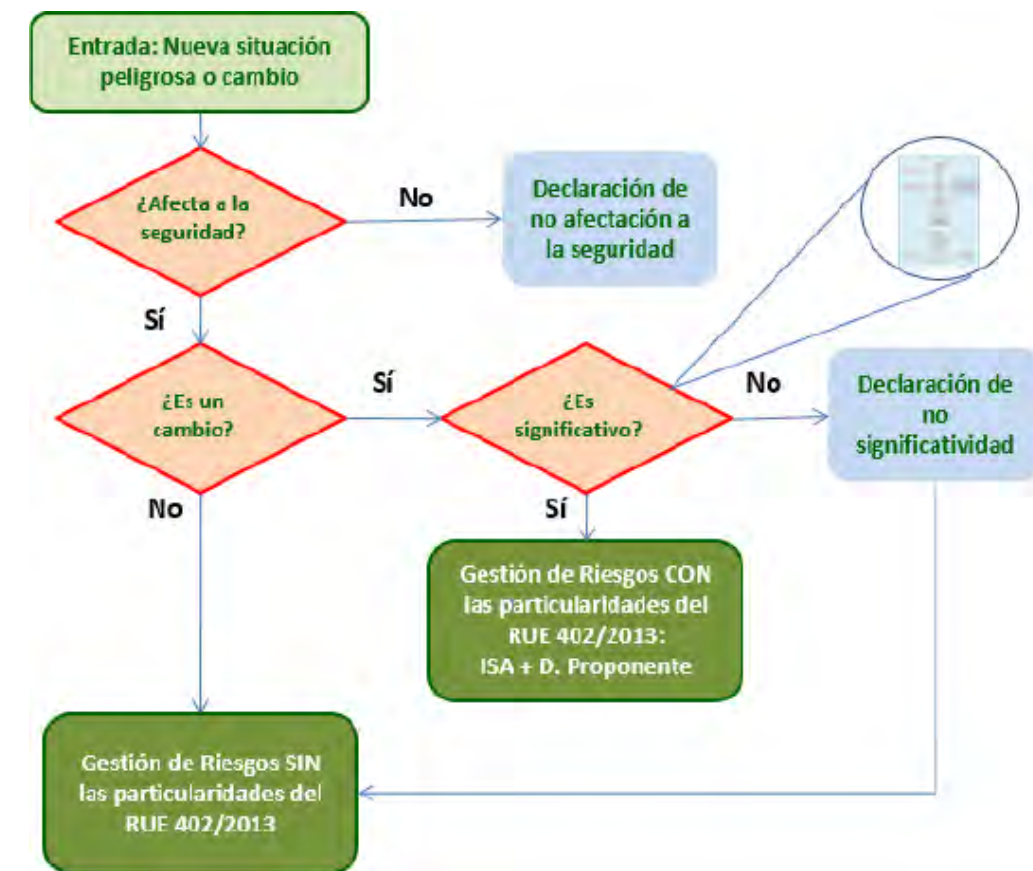 Entrada: Nueva situación
peligrosa o cambio
¿Afecta a la
seguridad?
No
Declaración de
no afectación a
la seguridad
Sí
¿Es un
cambio?
Sí
¿Es
significativo?
No
Declaración de
no
significatividad
No
Sí
Gestión de Riesgos CON
las particularidades del
RUE 402/2013:
ISA + D. Proponente
Gestión de Riesgos SIN
las particularidades del
RUE 402/2013